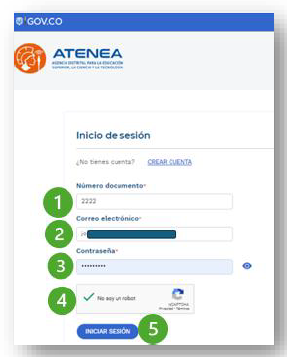 GOV.CO
ATENEA
AGENCIA DISTRITAL PARA LA EDUCACIÓN
SUPERIOR, LA CIENCIA Y LA TECNOLOGÍA
Inicio de sesión
¿No tienes cuenta? CREAR CUENTA
Número documento*
1 2222
Correo electrónico*
2
Contraseña*
3 •••••••••
4 No soy un robot
reCAPTCHA
Privacidad - Términos
INICIAR SESIÓN 5